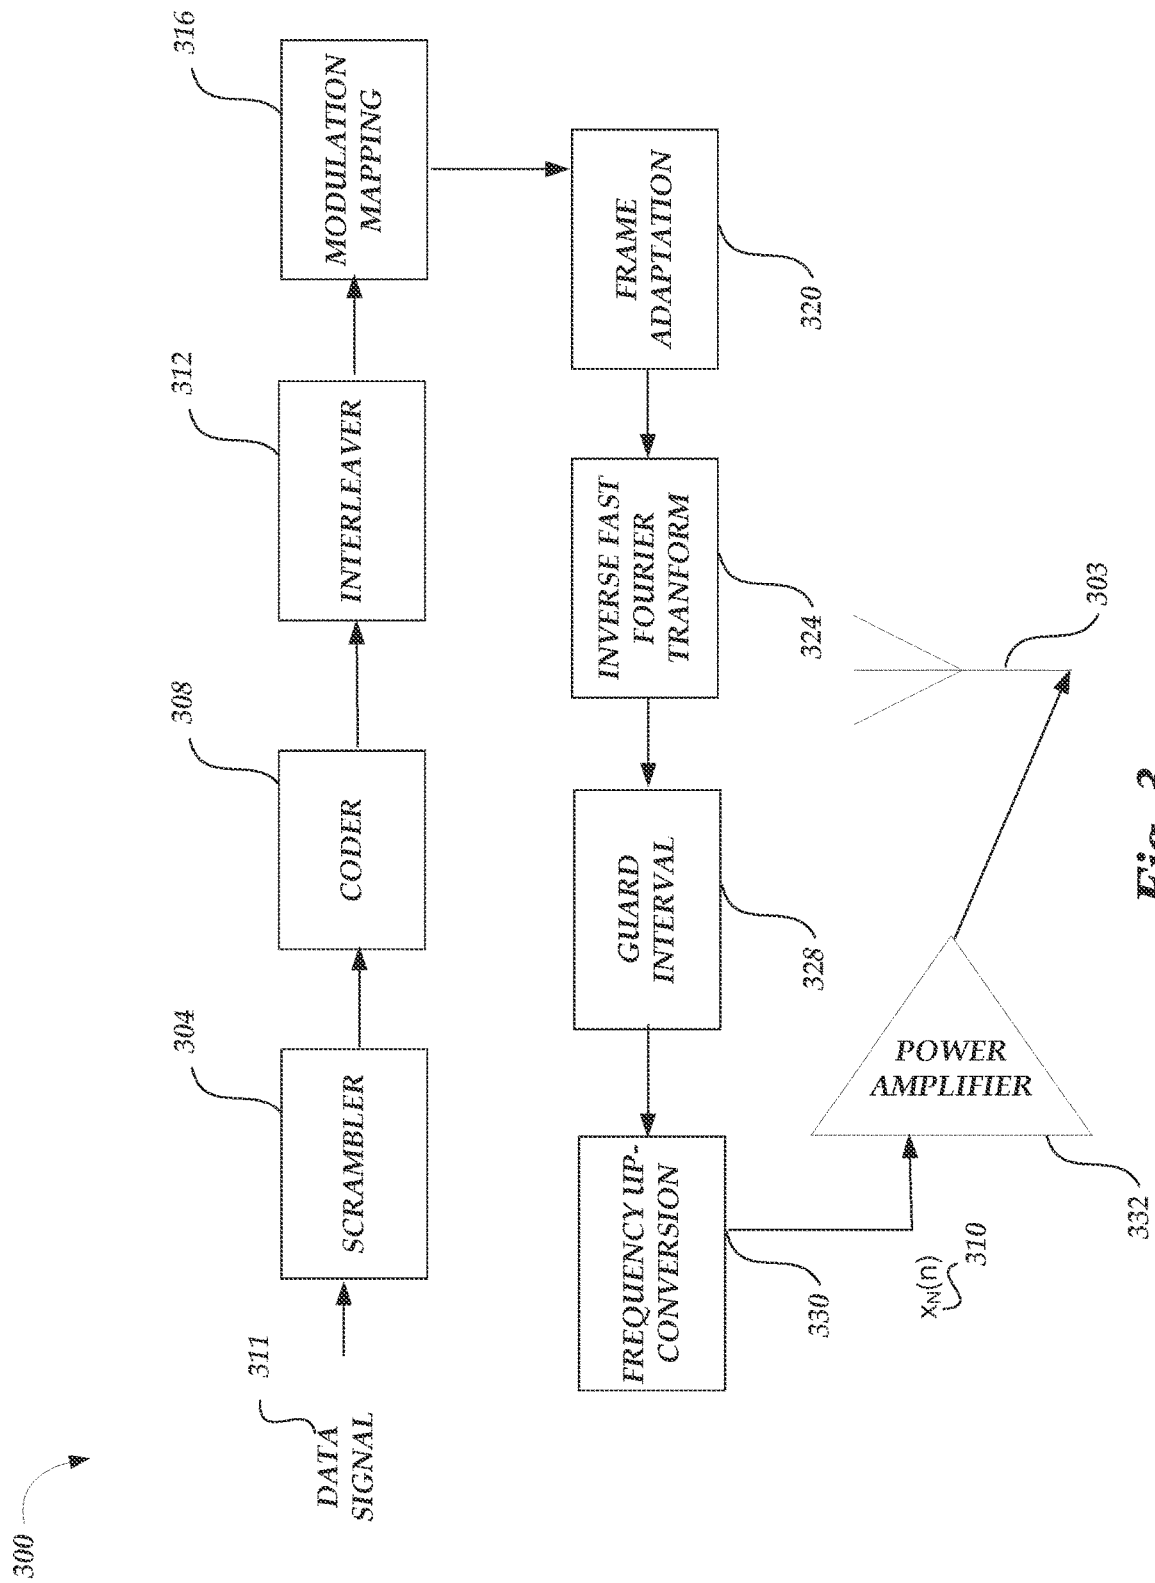 300
DATA
SIGNAL
311
SCRAMBLER
304
CODER
308
INTERLEAVER
312
MODULATION
MAPPING
316
FRAME
ADAPTATION
320
INVERSE FAST
FOURIER
TRANFORM
324
GUARD
INTERVAL
328
FREQUENCY UP-
CONVERSION
330
x_N(n)
310
POWER
AMPLIFIER
332
303